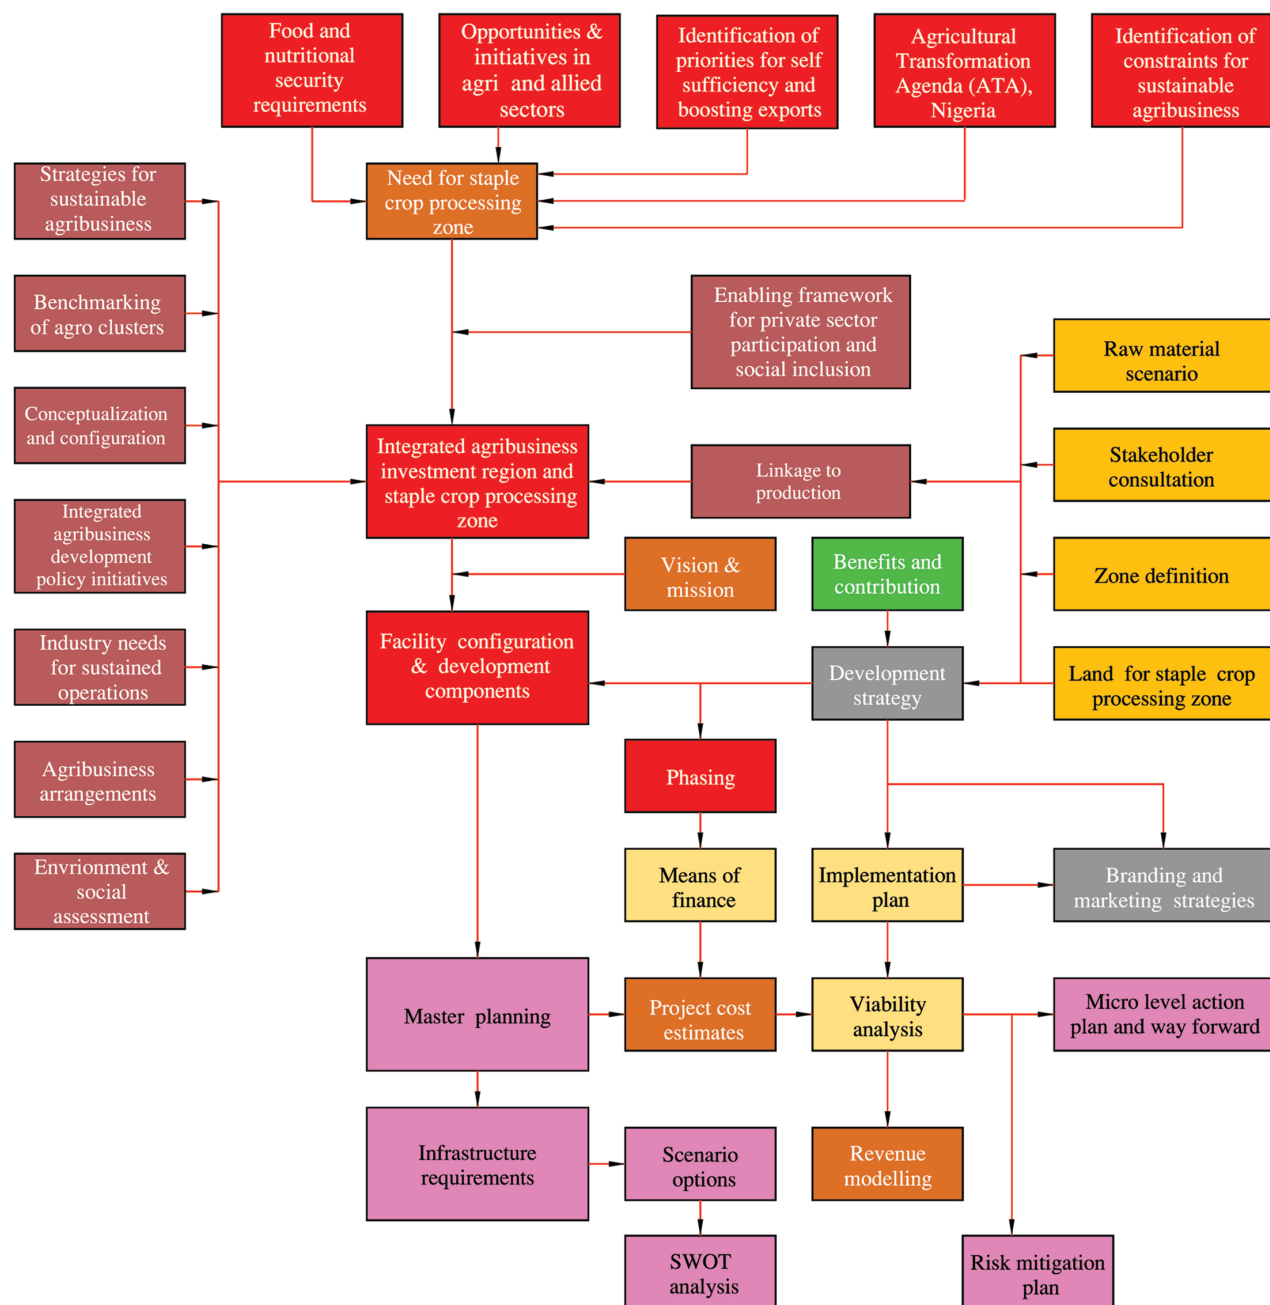 Food and
nutritional
security
requirements
Opportunities &
initiatives in
agri and allied
sectors
Identification of
priorities for self
sufficiency and
boosting exports
Agricultural
Transformation
Agenda (ATA),
Nigeria
Identification of
constraints for
sustainable
agribusiness
Strategies for
sustainable
agribusiness
Need for staple
crop processing
zone
Benchmarking
of agro clusters
Enabling framework
for private sector
participation and
social inclusion
Raw material
scenario
Conceptualization
and configuration
Integrated agribusiness
investment region and
staple crop processing
zone
Linkage to
production
Stakeholder
consultation
Integrated
agribusiness
development
policy initiatives
Vision &
mission
Benefits and
contribution
Zone definition
Industry needs
for sustained
operations
Facility configuration
& development
components
Development
strategy
Land for staple crop
processing zone
Agribusiness
arrangements
Phasing
Envrionment &
social
assessment
Means of
finance
Implementation
plan
Branding and
marketing strategies
Master planning
Project cost
estimates
Viability
analysis
Micro level action
plan and way forward
Infrastructure
requirements
Scenario
options
Revenue
modelling
SWOT
analysis
Risk mitigation
plan